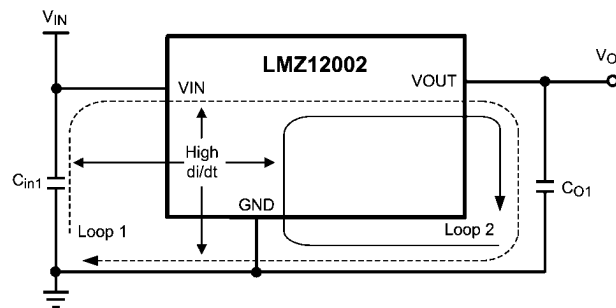 VIN
LMZ12002
VO
VIN
VOUT
High
di/dt
Cin1
CO1
GND
Loop 1
Loop 2